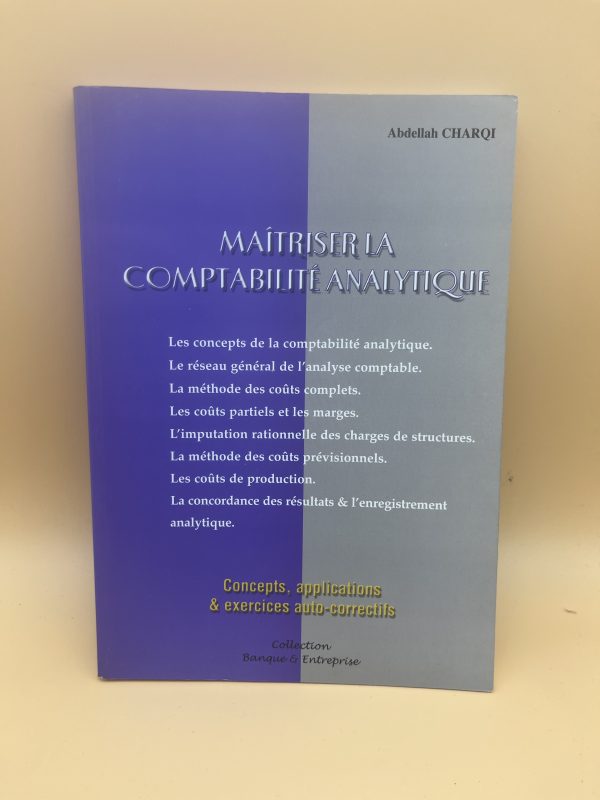 Abdellah CHARQI
MAÎTRISER LA
COMPTABILITÉ ANALYTIQUE
Les concepts de la comptabilité analytique.
Le réseau général de l'analyse comptable.
La méthode des coûts complets.
Les coûts partiels et les marges.
L'imputation rationnelle des charges de structures.
La méthode des coûts prévisionnels.
Les coûts de production.
La concordance des résultats & l'enregistrement
analytique.
Concepts, applications
& exercices auto-correctifs
Collection
Banque & Entreprise